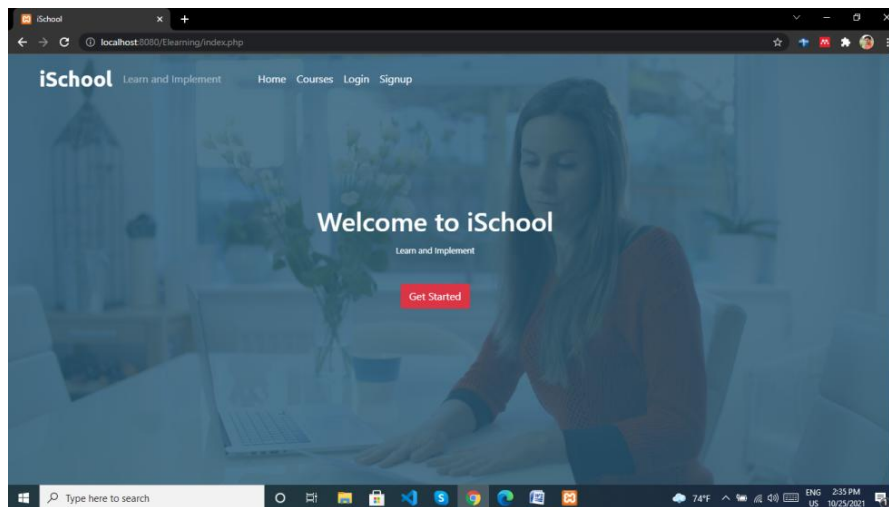 iSchool
localhost:8080/Elearning/index.php
iSchool Learn and Implement Home Courses Login Signup
Welcome to iSchool
Learn and Implement
Get Started
Type here to search
74°F
ENG
US
2:35 PM
10/25/2021